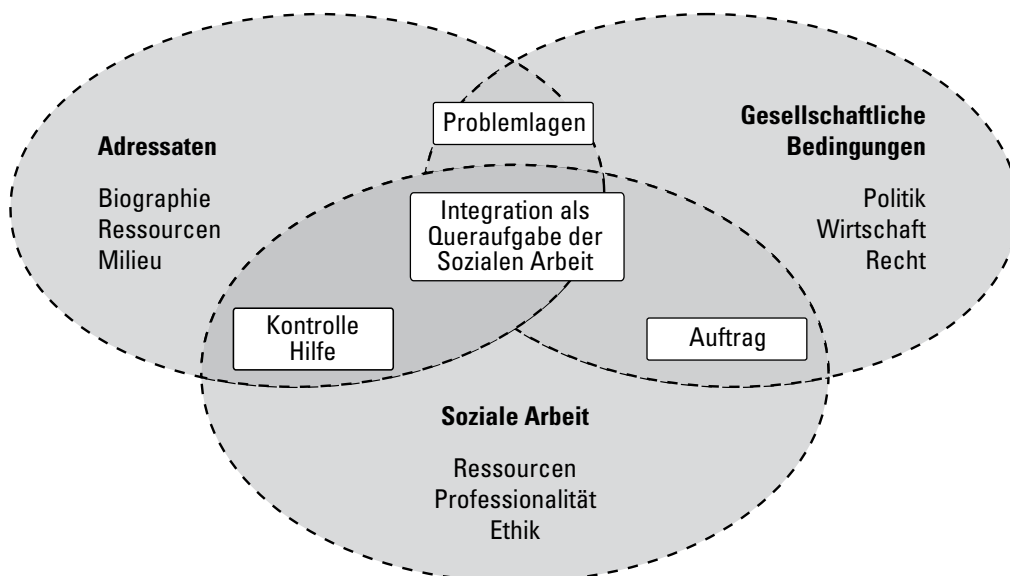 Problemlagen
Adressaten
Biographie
Ressourcen
Milieu
Gesellschaftliche
Bedingungen
Politik
Wirtschaft
Recht
Integration als
Queraufgabe der
Sozialen Arbeit
Kontrolle
Hilfe
Auftrag
Soziale Arbeit
Ressourcen
Professionalität
Ethik